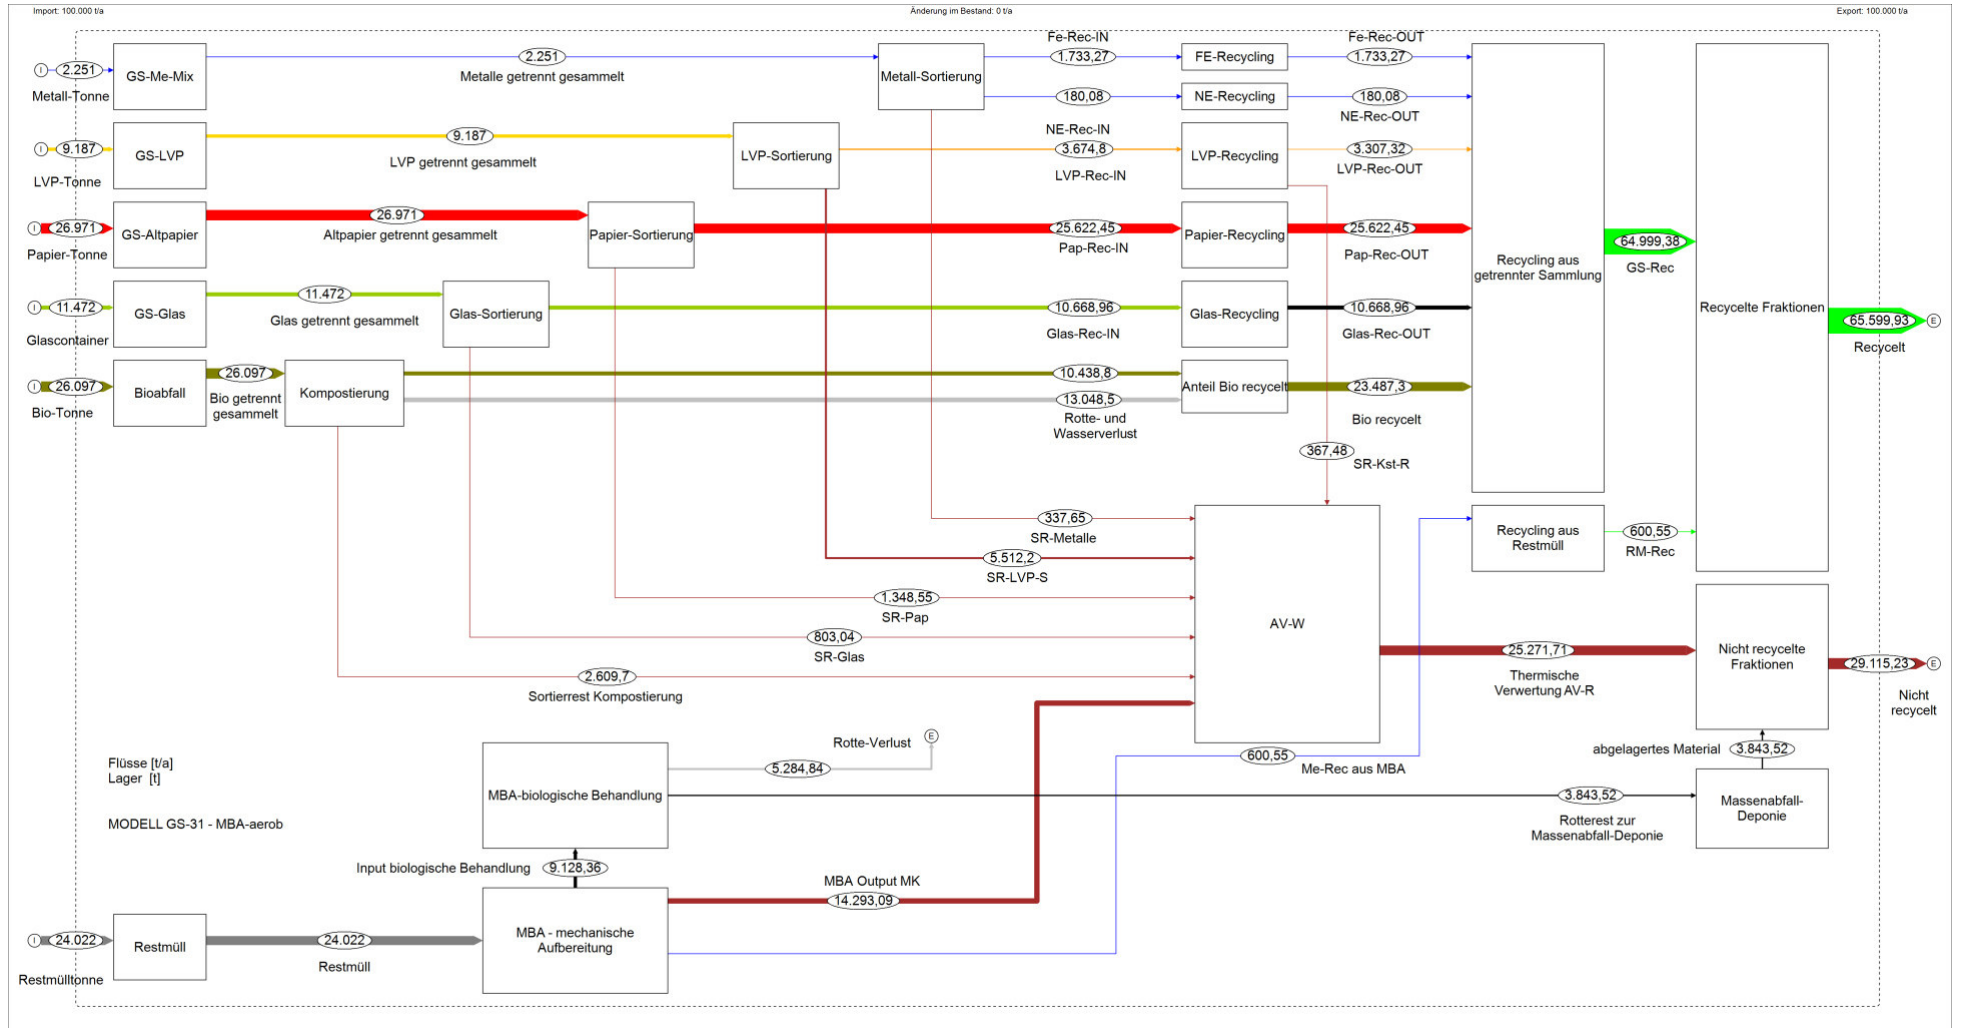 Import: 100.000 t/a
Änderung im Bestand: 0 t/a
Export: 100.000 t/a
I
2.251
Metall-Tonne
GS-Me-Mix
2.251
Metalle getrennt gesammelt
Metall-Sortierung
Fe-Rec-IN
1.733,27
FE-Recycling
Fe-Rec-OUT
1.733,27
180,08
NE-Rec-IN
NE-Recycling
180,08
NE-Rec-OUT
I
9.187
LVP-Tonne
GS-LVP
9.187
LVP getrennt gesammelt
LVP-Sortierung
3.674,8
LVP-Rec-IN
LVP-Recycling
3.307,32
LVP-Rec-OUT
I
26.971
Papier-Tonne
GS-Altpapier
26.971
Altpapier getrennt gesammelt
Papier-Sortierung
25.622,45
Pap-Rec-IN
Papier-Recycling
25.622,45
Pap-Rec-OUT
Recycling aus
getrennter Sammlung
64.999,38
GS-Rec
Recycelte Fraktionen
65.599,93
E
Recycelt
I
11.472
Glascontainer
GS-Glas
11.472
Glas getrennt gesammelt
Glas-Sortierung
10.668,96
Glas-Rec-IN
Glas-Recycling
10.668,96
Glas-Rec-OUT
I
26.097
Bio-Tonne
Bioabfall
26.097
Bio getrennt
gesammelt
Kompostierung
10.438,8
13.048,5
Rotte- und
Wasserverlust
Anteil Bio recycelt
23.487,3
Bio recycelt
367,48
SR-Kst-R
337,65
SR-Metalle
5.512,2
SR-LVP-S
1.348,55
SR-Pap
803,04
SR-Glas
2.609,7
Sortierrest Kompostierung
AV-W
Recycling aus
Restmüll
600,55
RM-Rec
25.271,71
Thermische
Verwertung AV-R
Nicht recycelte
Fraktionen
29.115,23
E
Nicht
recycelt
Rotte-Verlust
E
5.284,84
600,55
Me-Rec aus MBA
abgelagertes Material
3.843,52
Flüsse [t/a]
Lager [t]
MODELL GS-31 - MBA-aerob
MBA-biologische Behandlung
3.843,52
Rotterest zur
Massenabfall-Deponie
Massenabfall-
Deponie
Input biologische Behandlung
9.128,36
MBA Output MK
14.293,09
I
24.022
Restmülltonne
Restmüll
24.022
Restmüll
MBA - mechanische
Aufbereitung